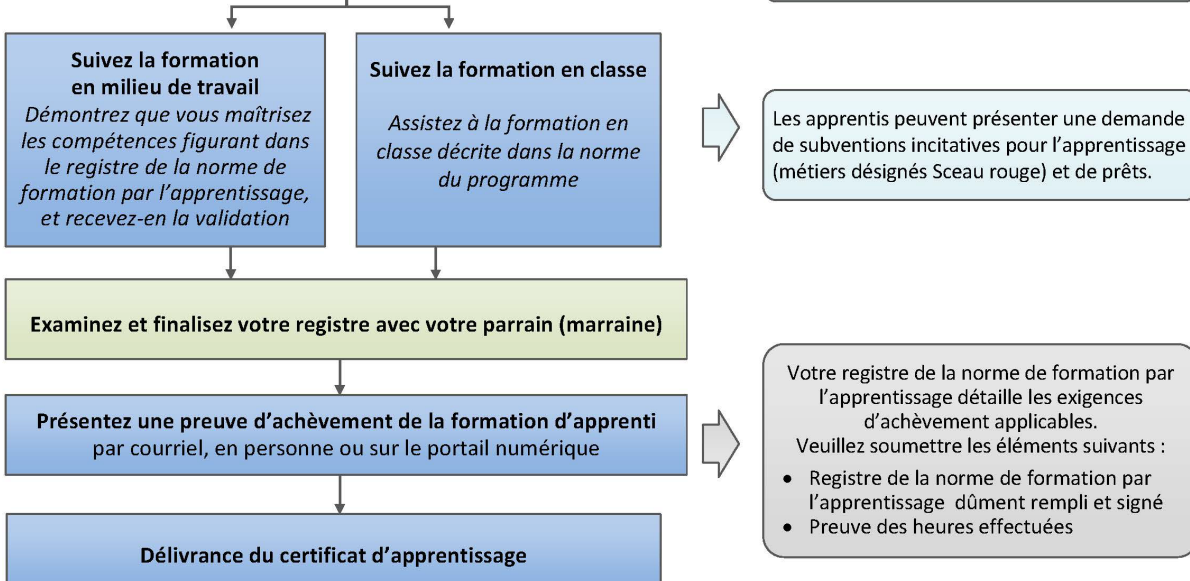 Suivez la formation
en milieu de travail
Démontrez que vous maîtrisez
les compétences figurant dans
le registre de la norme de
formation par l'apprentissage,
et recevez-en la validation
Suivez la formation en classe
Assistez à la formation en
classe décrite dans la norme
du programme
Les apprentis peuvent présenter une demande
de subventions incitatives pour l'apprentissage
(métiers désignés Sceau rouge) et de prêts.
Examinez et finalisez votre registre avec votre parrain (marraine)
Présentez une preuve d'achèvement de la formation d'apprenti
par courriel, en personne ou sur le portail numérique
Votre registre de la norme de formation par
l'apprentissage détaille les exigences
d'achèvement applicables.
Veuillez soumettre les éléments suivants :
• Registre de la norme de formation par
l'apprentissage dûment rempli et signé
• Preuve des heures effectuées
Délivrance du certificat d'apprentissage